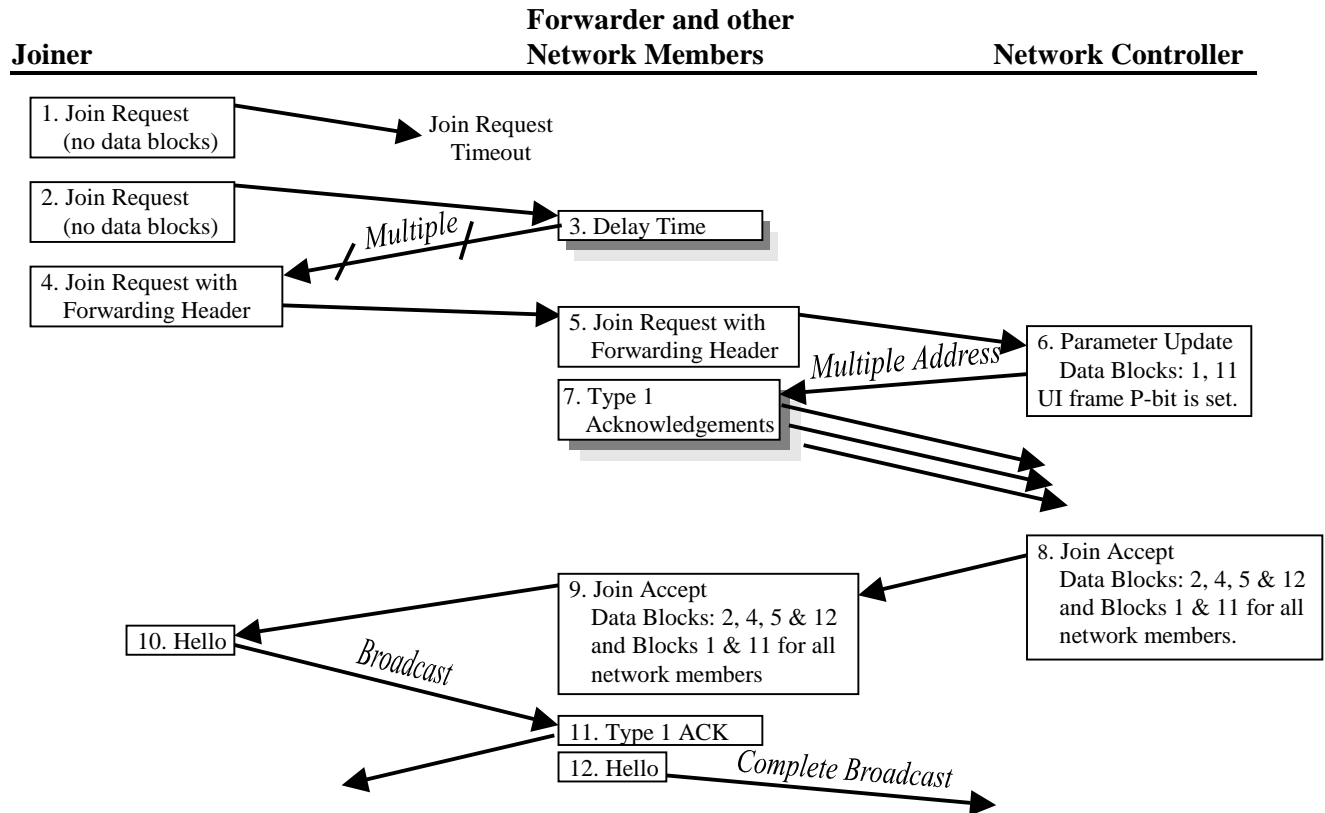 Forwarder and other
Joiner
Network Members
Network Controller
1. Join Request
(no data blocks)
Join Request
Timeout
2. Join Request
(no data blocks)
Multiple
3. Delay Time
4. Join Request with
Forwarding Header
5. Join Request with
Forwarding Header
Multiple Address
6. Parameter Update
Data Blocks: 1, 11
UI frame P-bit is set.
7. Type 1
Acknowledgements
8. Join Accept
Data Blocks: 2, 4, 5 & 12
and Blocks 1 & 11 for all
network members.
9. Join Accept
Data Blocks: 2, 4, 5 & 12
and Blocks 1 & 11 for all
network members
10. Hello
Broadcast
11. Type 1 ACK
12. Hello
Complete Broadcast